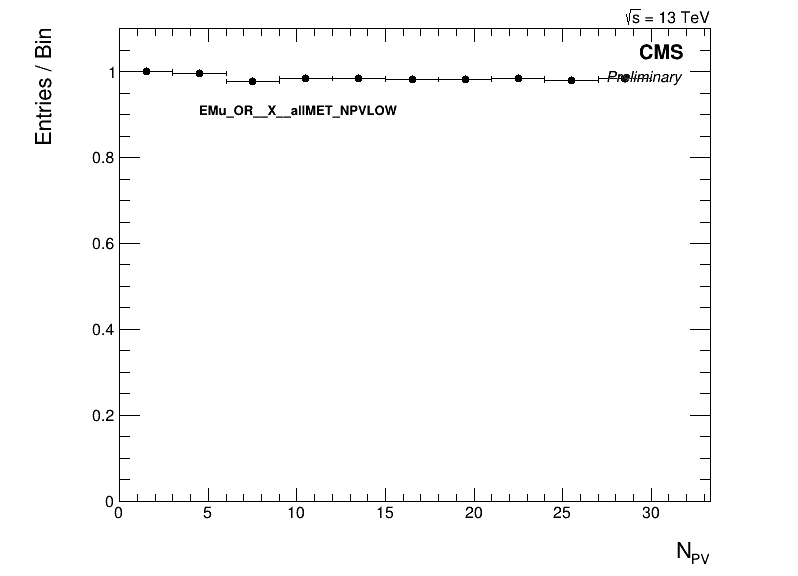 √s = 13 TeV
CMS
Preliminary
EMu_OR__X__allMET_NPVLOW
Entries / Bin
1
0.8
0.6
0.4
0.2
0
0 5 10 15 20 25 30
N_PV